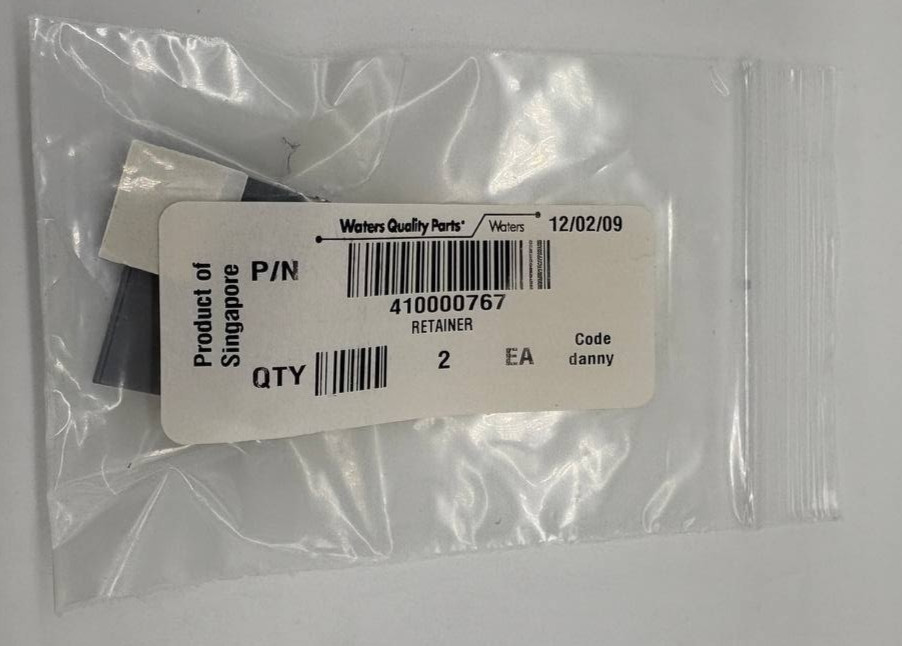 Waters Quality Parts Waters 12/02/09
Product of
Singapore
P/N
410000767
RETAINER
QTY 2 EA
Code
danny